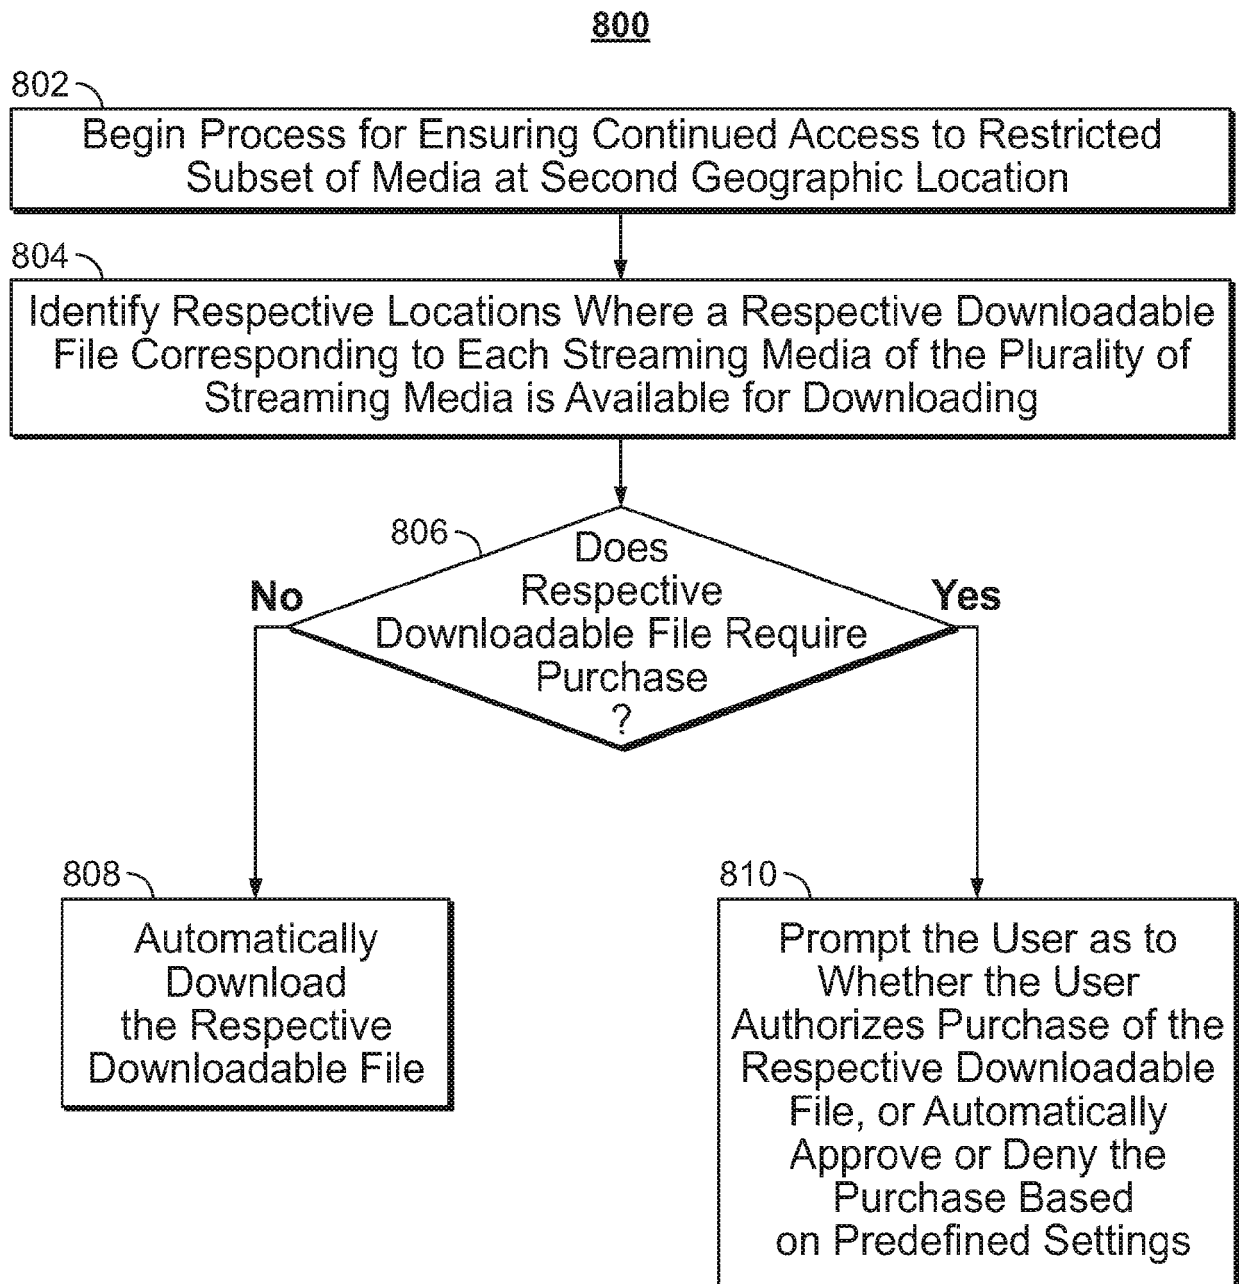 800
802
Begin Process for Ensuring Continued Access to Restricted
Subset of Media at Second Geographic Location
804
Identify Respective Locations Where a Respective Downloadable
File Corresponding to Each Streaming Media of the Plurality of
Streaming Media is Available for Downloading
806
Does
Respective
Downloadable File Require
Purchase
?
No
Yes
808
Automatically
Download
the Respective
Downloadable File
810
Prompt the User as to
Whether the User
Authorizes Purchase of the
Respective Downloadable
File, or Automatically
Approve or Deny the
Purchase Based
on Predefined Settings